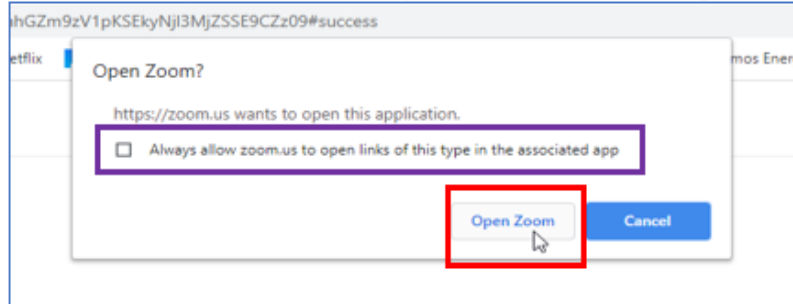 hGZm9zV1pKSEkyNjI3MjZSSE9CZz09#success
etflix
mos Ener
Open Zoom?
https://zoom.us wants to open this application.
Always allow zoom.us to open links of this type in the associated app
Open Zoom Cancel